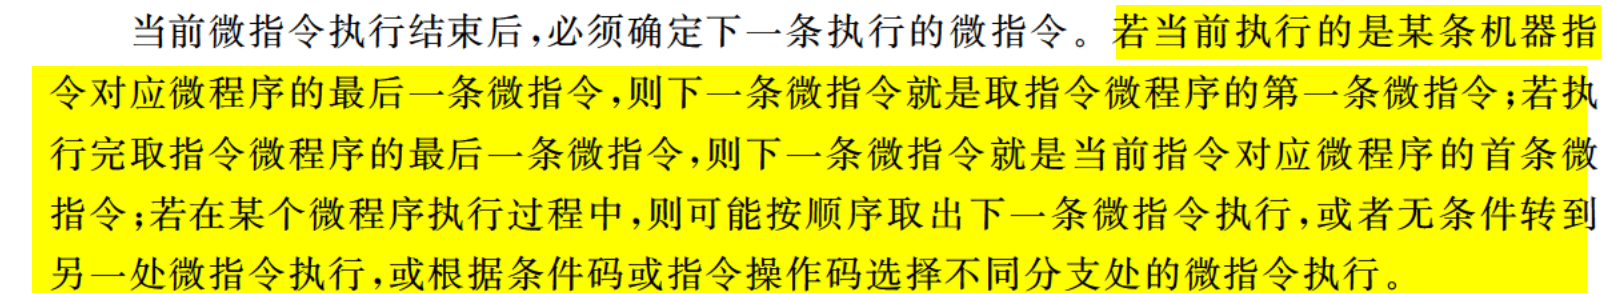 当前微指令执行结束后,必须确定下一条执行的微指令。若当前执行的是某条机器指
令对应微程序的最后一条微指令,则下一条微指令就是取指令微程序的第一条微指令;若执
行完取指令微程序的最后一条微指令,则下一条微指令就是当前指令对应微程序的首条微
指令;若在某个微程序执行过程中,则可能按顺序取出下一条微指令执行,或者无条件转到
另一处微指令执行,或根据条件码或指令操作码选择不同分支处的微指令执行。